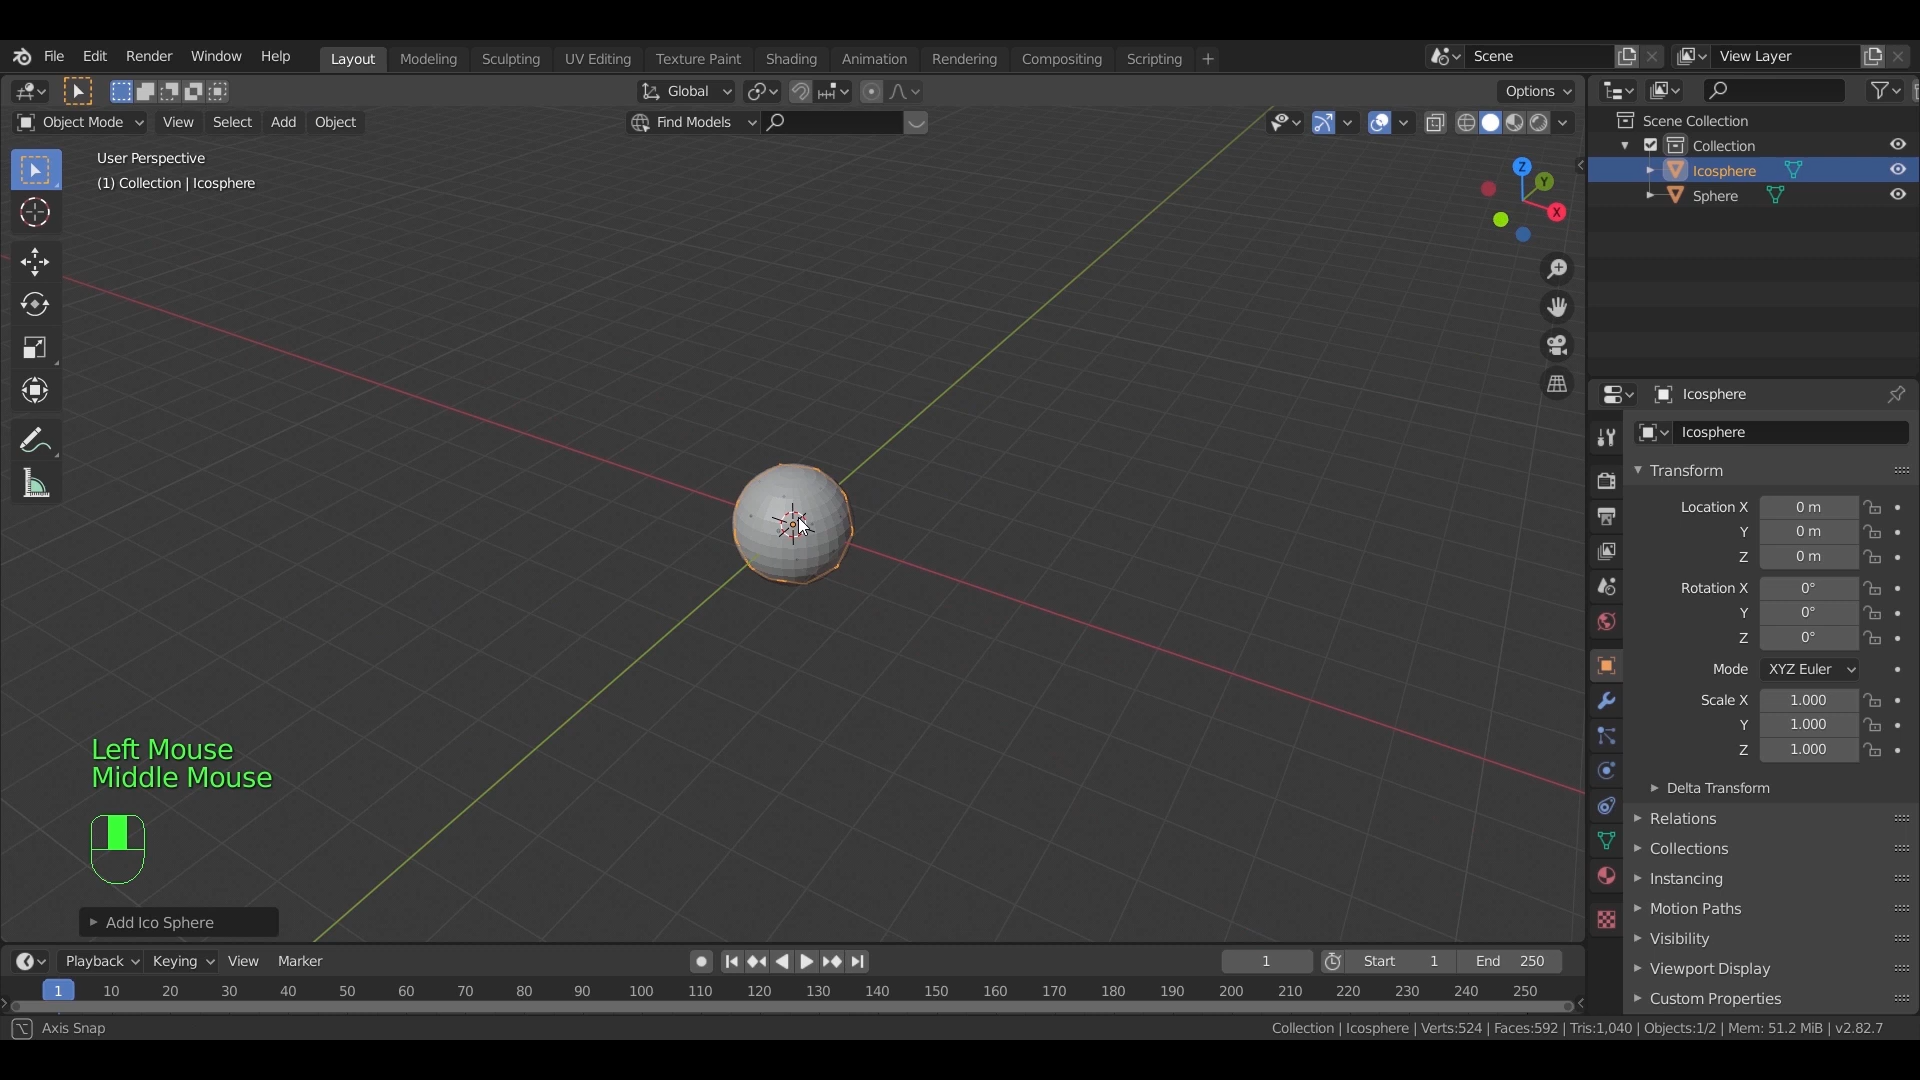 File Edit Render Window Help Layout Modeling Sculpting UV Editing Texture Paint Shading Animation Rendering Compositing Scripting + Scene View Layer
Global Options
Object Mode View Select Add Object Find Models
User Perspective
(1) Collection | Icosphere
Z
Y
X
Scene Collection
Collection
Icosphere
Sphere
Icosphere
Icosphere
Transform
Location X 0 m
Y 0 m
Z 0 m
Rotation X 0°
Y 0°
Z 0°
Mode XYZ Euler
Scale X 1.000
Y 1.000
Z 1.000
Delta Transform
Relations
Collections
Instancing
Motion Paths
Visibility
Viewport Display
Custom Properties
Left Mouse
Middle Mouse
Add Ico Sphere
Playback Keying View Marker 1 Start 1 End 250
1 10 20 30 40 50 60 70 80 90 100 110 120 130 140 150 160 170 180 190 200 210 220 230 240 250
Axis Snap Collection | Icosphere | Verts:524 | Faces:592 | Tris:1,040 | Objects:1/2 | Mem: 51.2 MiB | v2.82.7